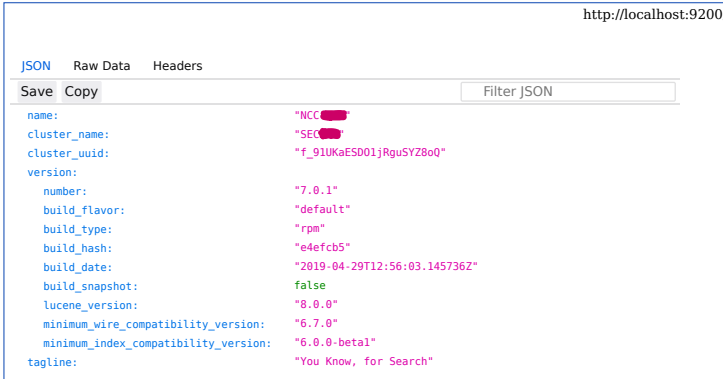 http://localhost:9200
JSON Raw Data Headers
Save Copy Filter JSON
name: "NCC
cluster_name: "SEC
cluster_uuid: "f_91UKaESDO1jRguSYZ8oQ"
version:
number: "7.0.1"
build_flavor: "default"
build_type: "rpm"
build_hash: "e4efcb5"
build_date: "2019-04-29T12:56:03.145736Z"
build_snapshot: false
lucene_version: "8.0.0"
minimum_wire_compatibility_version: "6.7.0"
minimum_index_compatibility_version: "6.0.0-beta1"
tagline: "You Know, for Search"